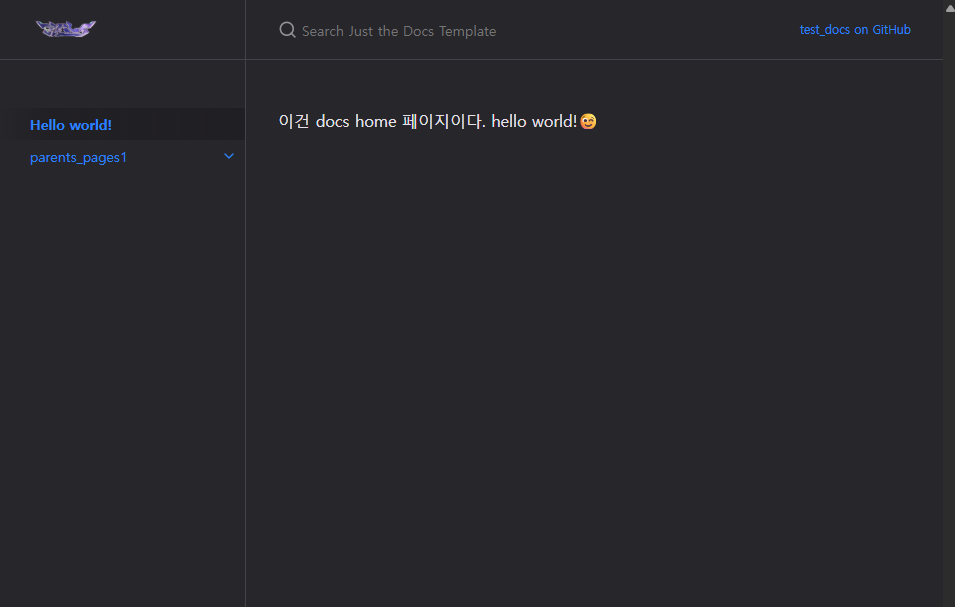 Search Just the Docs Template
test_docs on GitHub
Hello world!
parents_pages1
이건 docs home 페이지이다. hello world!🥰